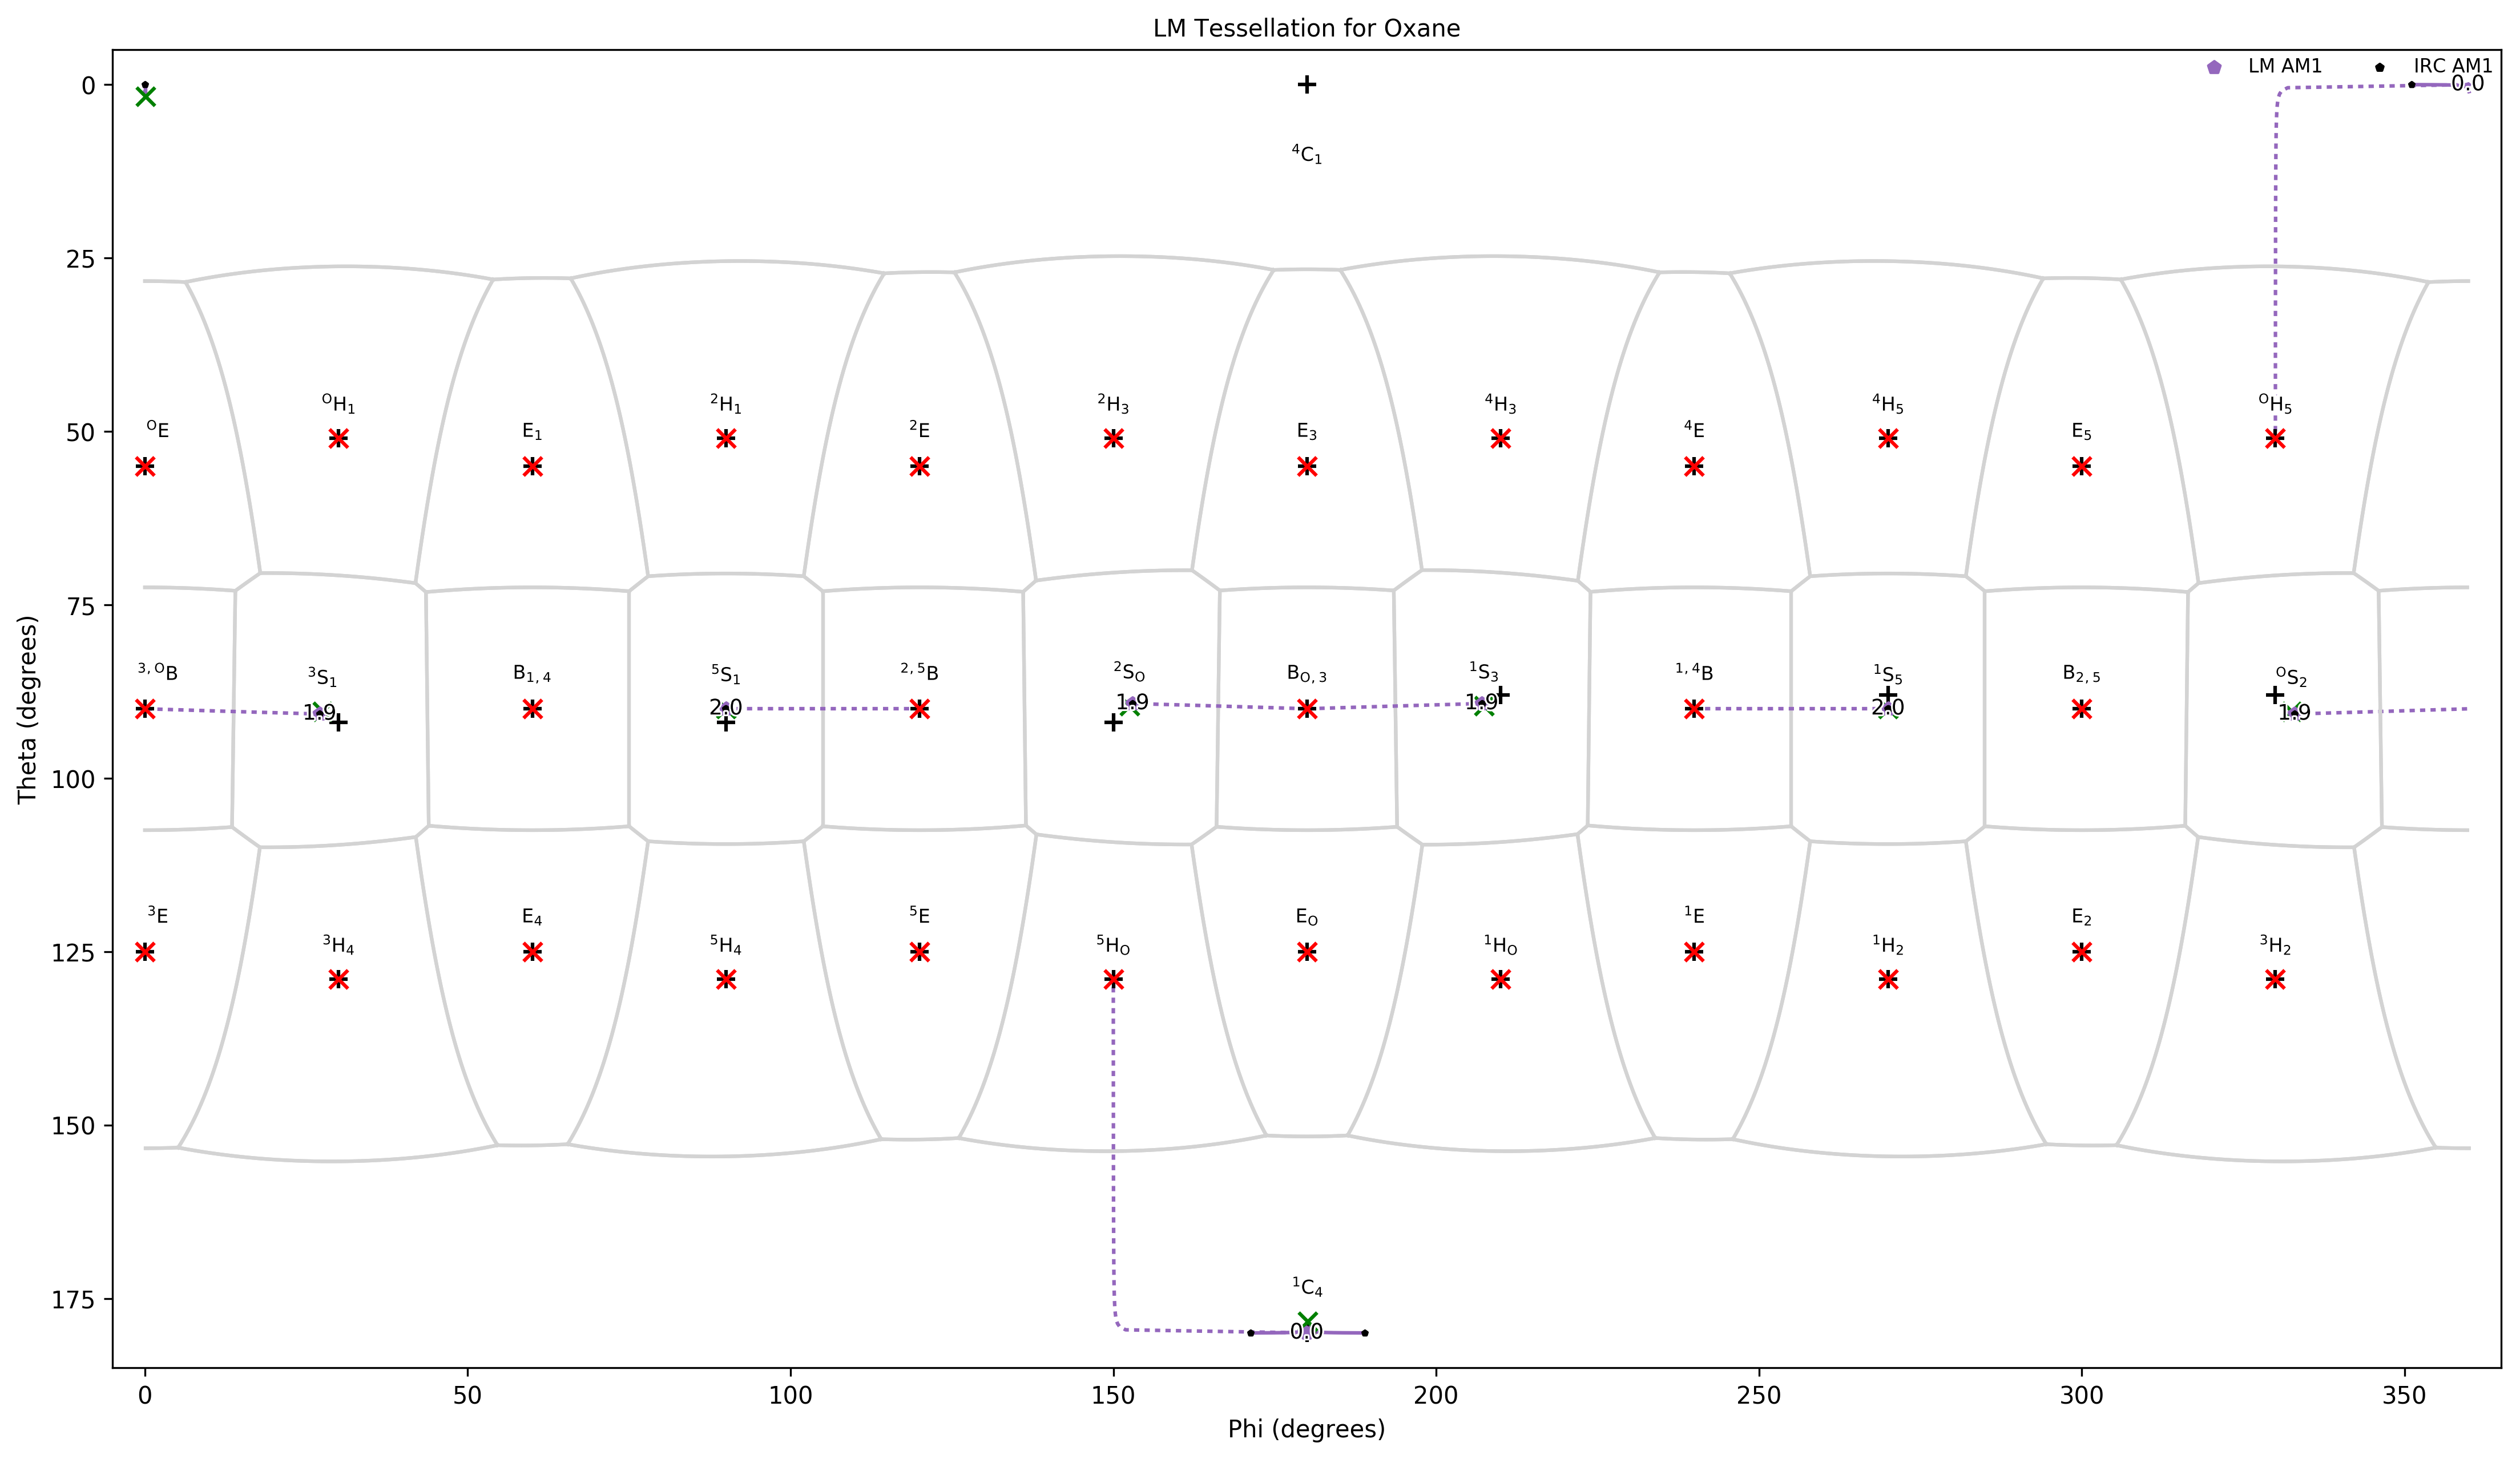 LM Tessellation for Oxane
LM AM1 IRC AM1
0.0
⁴C₁
ᴼH₁ ²H₁ ²H₃ ⁴H₃ ⁴H₅ ᴼH₅
ᴼE E₁ ²E E₃ ⁴E E₅
³,ᴼB ³S₁ B₁,₄ ⁵S₁ ²,⁵B ²Sₒ Bₒ,₃ ¹S₃ ¹,⁴B ¹S₅ B₂,₅ ᴼS₂
1.9 2.0 1.9 1.9 2.0 1.9
³E E₄ ⁵E Eₒ ¹E E₂
³H₄ ⁵H₄ ⁵Hₒ ¹Hₒ ¹H₂ ³H₂
¹C₄
0.0
0
25
50
75
100
125
150
175
Theta (degrees)
0 50 100 150 200 250 300 350
Phi (degrees)